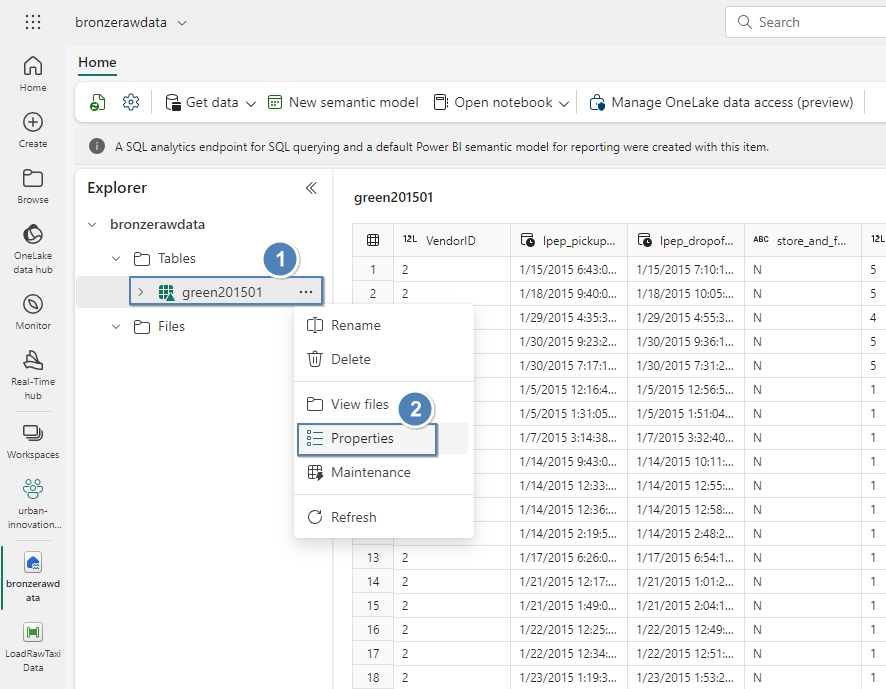 bronzerawdata
Search
Home
Create
Browse
OneLake
data hub
Monitor
Real-Time
hub
Workspaces
urban-
innovation...
bronzerawd
ata
LoadRawTaxi
Data
Home
Get data
New semantic model
Open notebook
Manage OneLake data access (preview)
A SQL analytics endpoint for SQL querying and a default Power BI semantic model for reporting were created with this item.
Explorer
bronzerawdata
Tables
1
green201501
Files
Rename
Delete
View files
2
Properties
Maintenance
Refresh
green201501
12L VendorID lpep_pickup... lpep_dropof... ABC store_and_f... 12L
1 2 1/15/2015 6:43:0... 1/15/2015 7:10:1... N 5
2 2 1/18/2015 9:40:0... 1/18/2015 10:05:... N 5
1/29/2015 4:35:3... 1/29/2015 4:55:3... N 4
1/30/2015 9:23:2... 1/30/2015 9:36:1... N 5
1/30/2015 7:17:1... 1/30/2015 7:31:2... N 5
1/5/2015 12:16:4... 1/5/2015 12:56:5... N 1
1/5/2015 1:31:05... 1/5/2015 1:51:04... N 1
1/7/2015 3:14:38... 1/7/2015 3:32:40... N 1
1/14/2015 9:43:0... 1/14/2015 10:11:... N 1
1/14/2015 12:33:... 1/14/2015 12:55:... N 1
1/14/2015 12:36:... 1/14/2015 12:58:... N 1
1/14/2015 2:19:5... 1/14/2015 2:48:2... N 1
13 2 1/17/2015 6:26:0... 1/17/2015 6:54:1... N 1
14 2 1/21/2015 12:17:... 1/21/2015 1:01:2... N 1
15 2 1/21/2015 1:49:0... 1/21/2015 2:04:1... N 1
16 2 1/22/2015 12:25:... 1/22/2015 12:49:... N 1
17 2 1/22/2015 12:34:... 1/22/2015 12:51:... N 1
18 2 1/23/2015 1:19:3... 1/23/2015 1:53:2... N 1